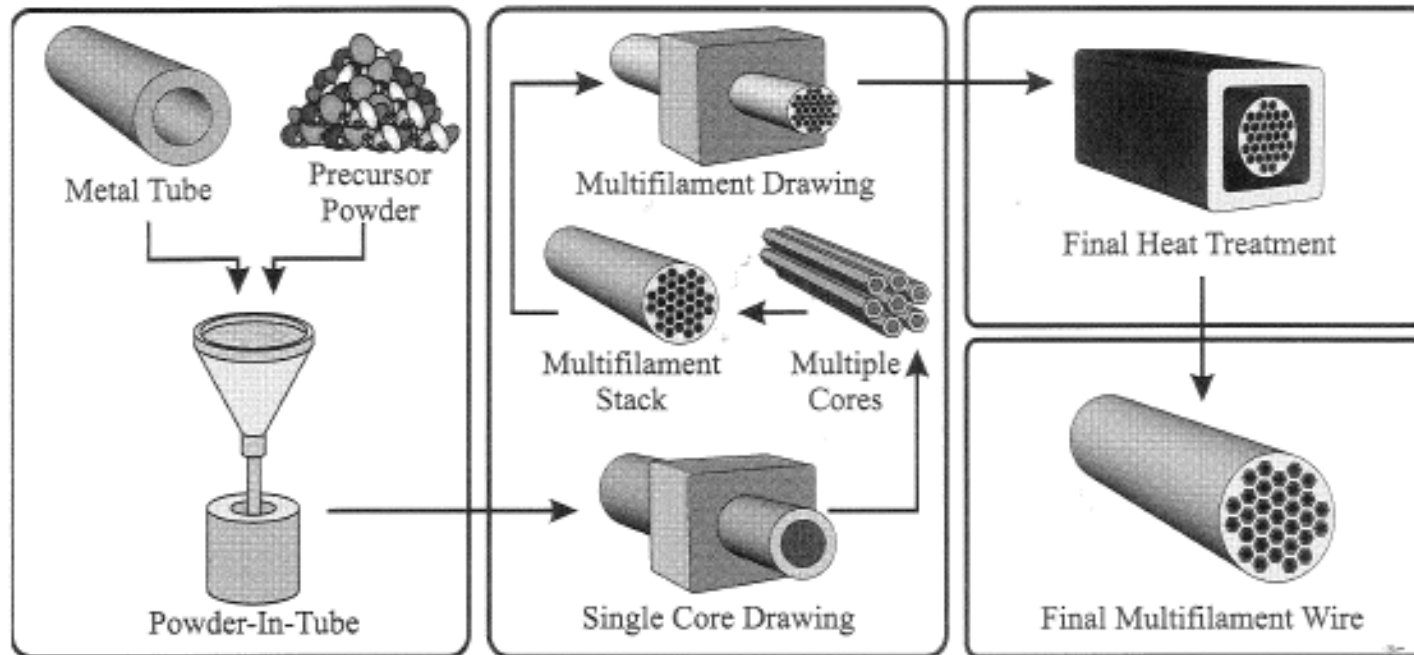 Metal Tube
Precursor
Powder
Powder-In-Tube
Multifilament Drawing
Multifilament
Stack
Multiple
Cores
Single Core Drawing
Final Heat Treatment
Final Multifilament Wire